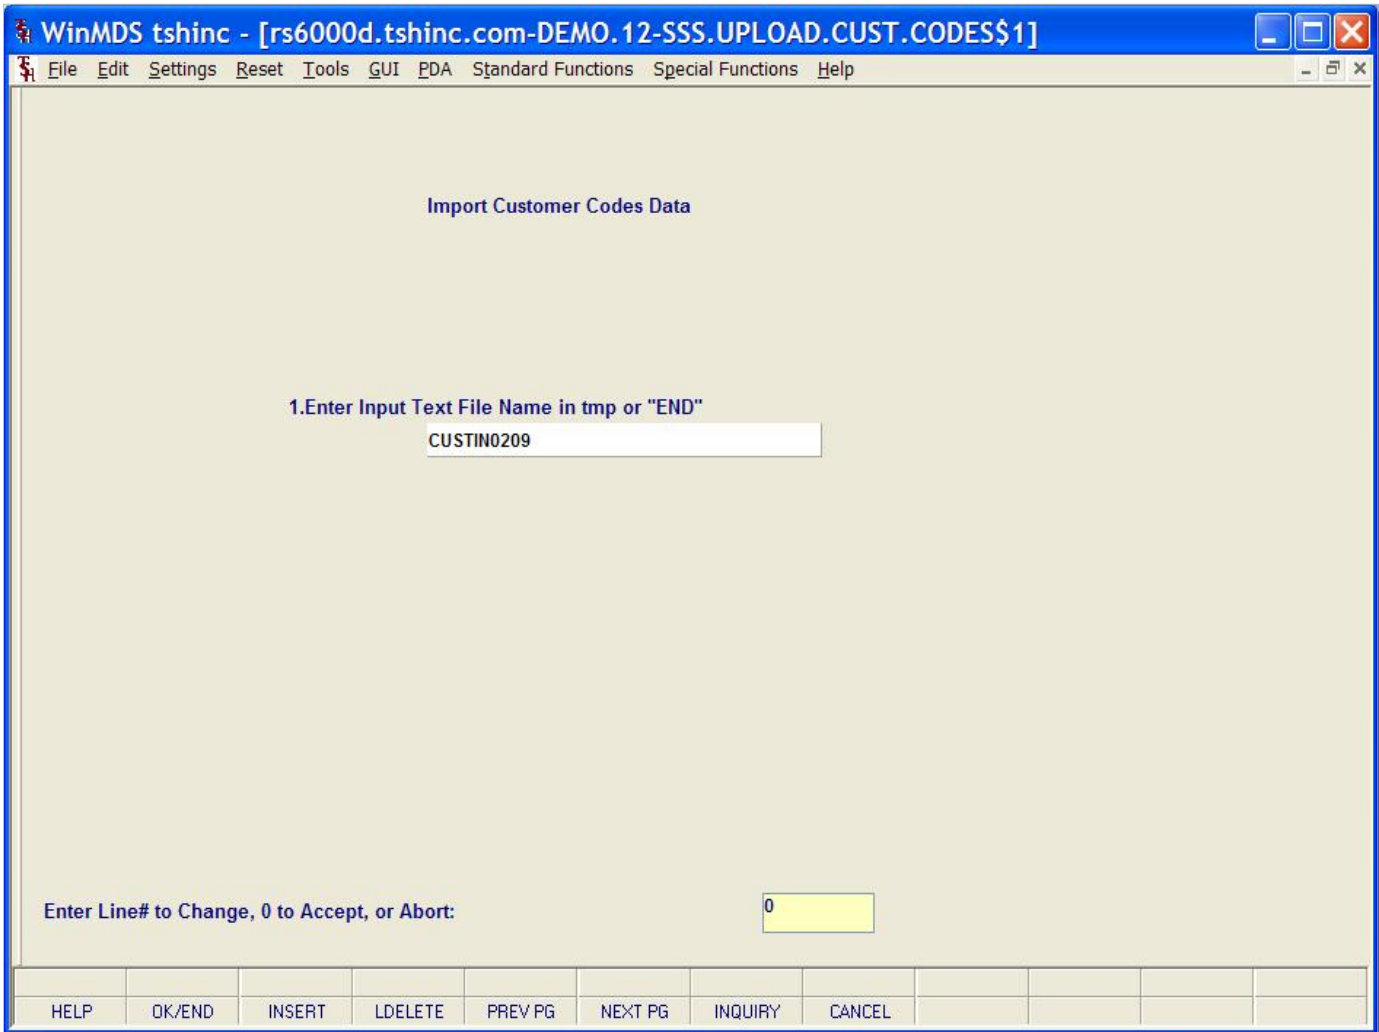 WinMDS tshinc - [rs6000d.tshinc.com-DEMO.12-SSS.UPLOAD.CUST.CODES$1]
File Edit Settings Reset Tools GUI PDA Standard Functions Special Functions Help
Import Customer Codes Data
1.Enter Input Text File Name in tmp or "END"
CUSTIN0209
Enter Line# to Change, 0 to Accept, or Abort: 0
HELP OK/END INSERT LDELETE PREV PG NEXT PG INQUIRY CANCEL